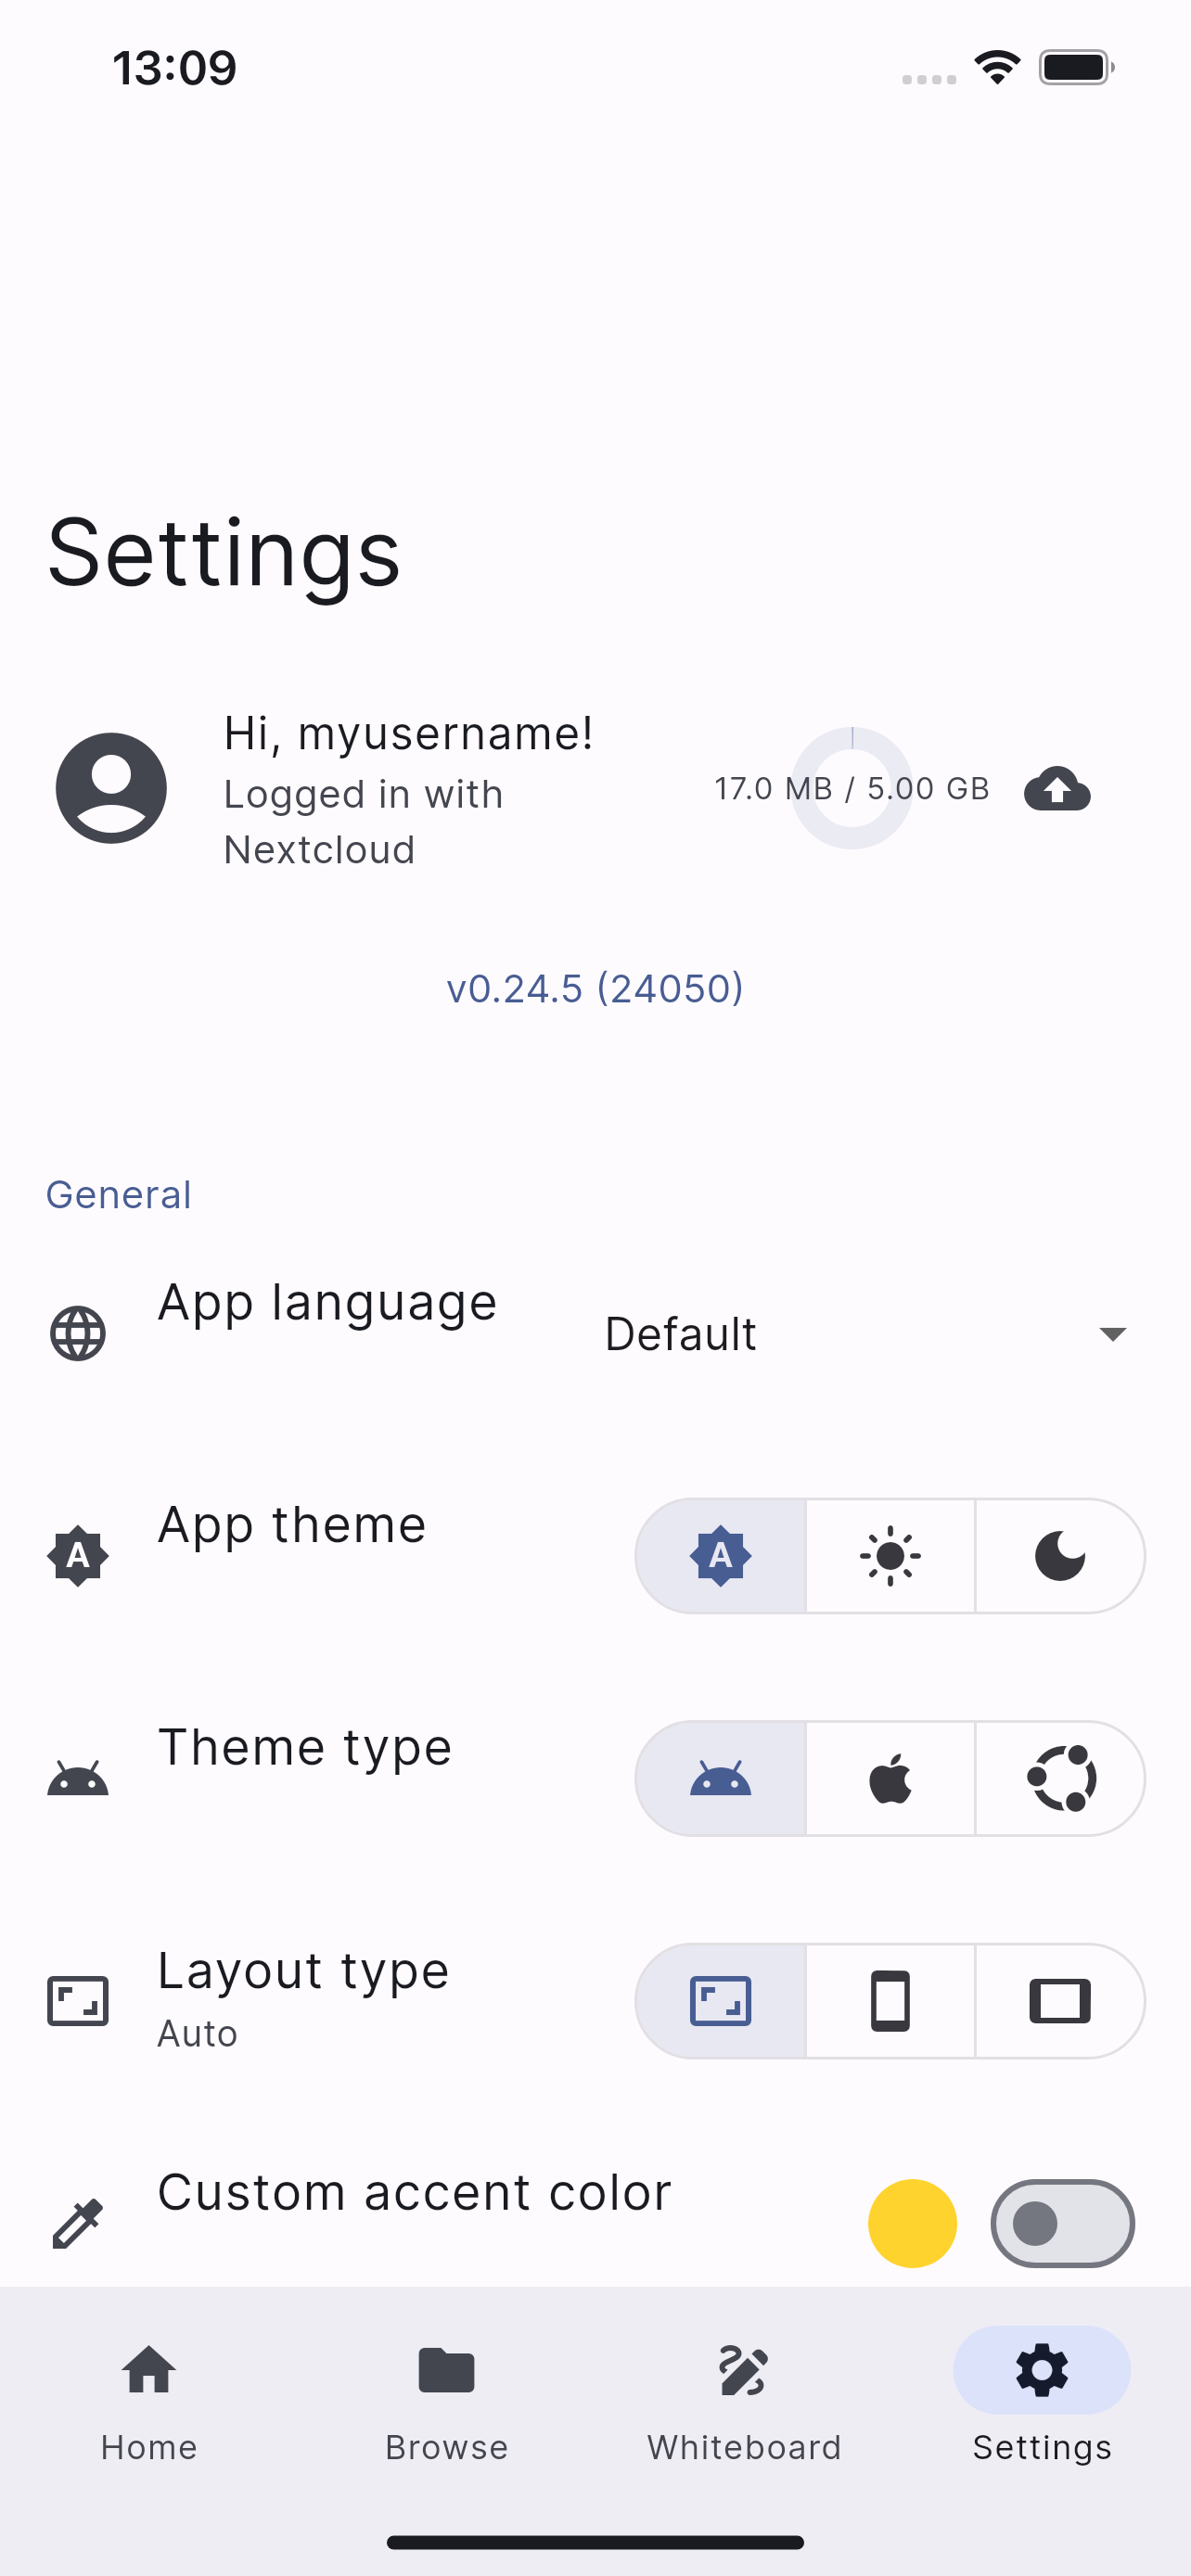 13:09
Settings
Hi, myusername!
Logged in with
Nextcloud
17.0 MB / 5.00 GB
v0.24.5 (24050)
General
App language
Default
App theme
Theme type
Layout type
Auto
Custom accent color
Home
Browse
Whiteboard
Settings